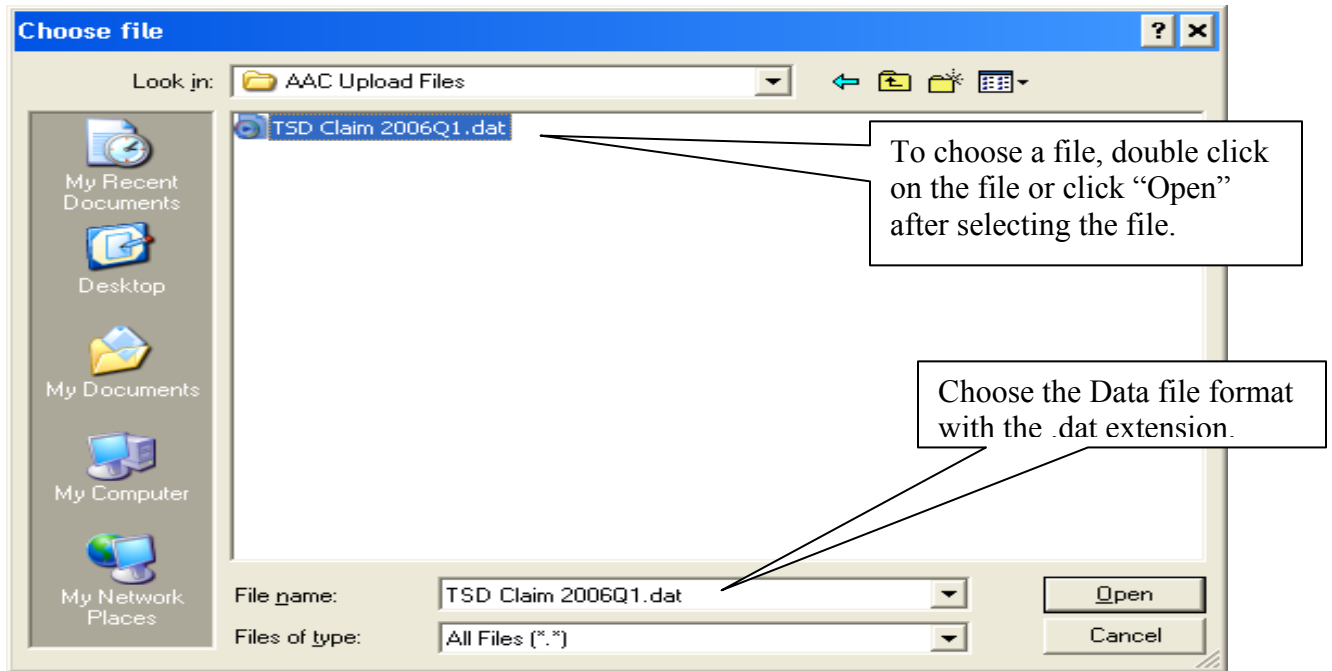 Choose file
Look in: AAC Upload Files
TSD Claim 2006Q1.dat
To choose a file, double click
on the file or click “Open”
after selecting the file.
My Recent
Documents
Desktop
My Documents
My Computer
My Network
Places
Choose the Data file format
with the .dat extension.
File name: TSD Claim 2006Q1.dat Open
Files of type: All Files (*.*) Cancel